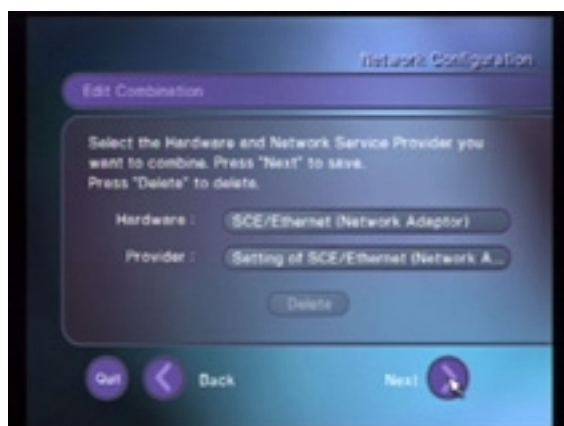 Network Configuration
Edit Combination
Select the Hardware and Network Service Provider you
want to combine. Press "Next" to save.
Press "Delete" to delete.
Hardware : SCE/Ethernet (Network Adaptor)
Provider : Setting of SCE/Ethernet (Network A...
Delete
Quit Back Next